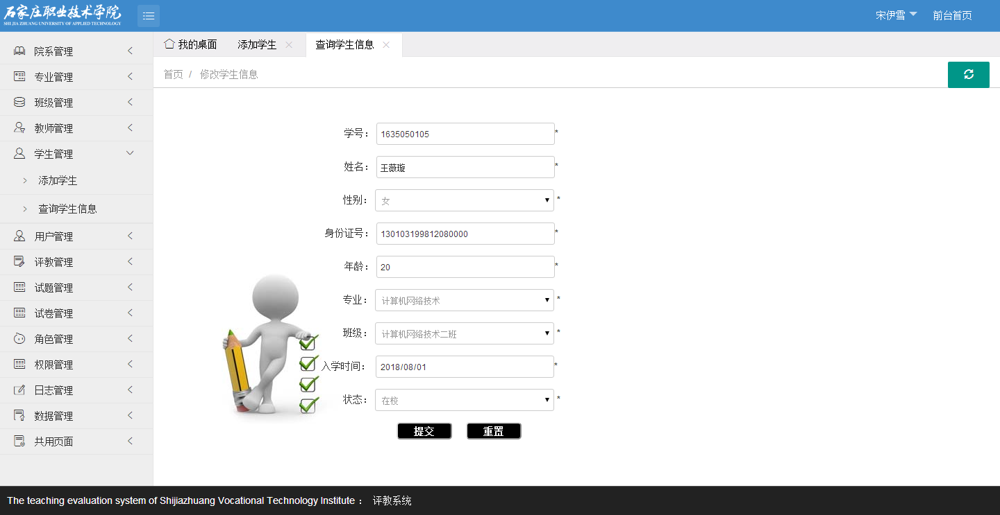 石家庄职业技术学院
SHI JIA ZHUANG UNIVERSITY OF APPLIED TECHNOLOGY
宋伊雪 前台首页
我的桌面 添加学生 查询学生信息
首页 / 修改学生信息
院系管理
专业管理
班级管理
教师管理
学生管理
添加学生
查询学生信息
用户管理
评教管理
试题管理
试卷管理
角色管理
权限管理
日志管理
数据管理
共用页面
学号： 1635050105 *
姓名： 王薇璇 *
性别： 女 *
身份证号： 130103199812080000 *
年龄： 20 *
专业： 计算机网络技术 *
班级： 计算机网络技术二班 *
入学时间： 2018/08/01 *
状态： 在校 *
提交 重置
The teaching evaluation system of Shijiazhuang Vocational Technology Institute ： 评教系统